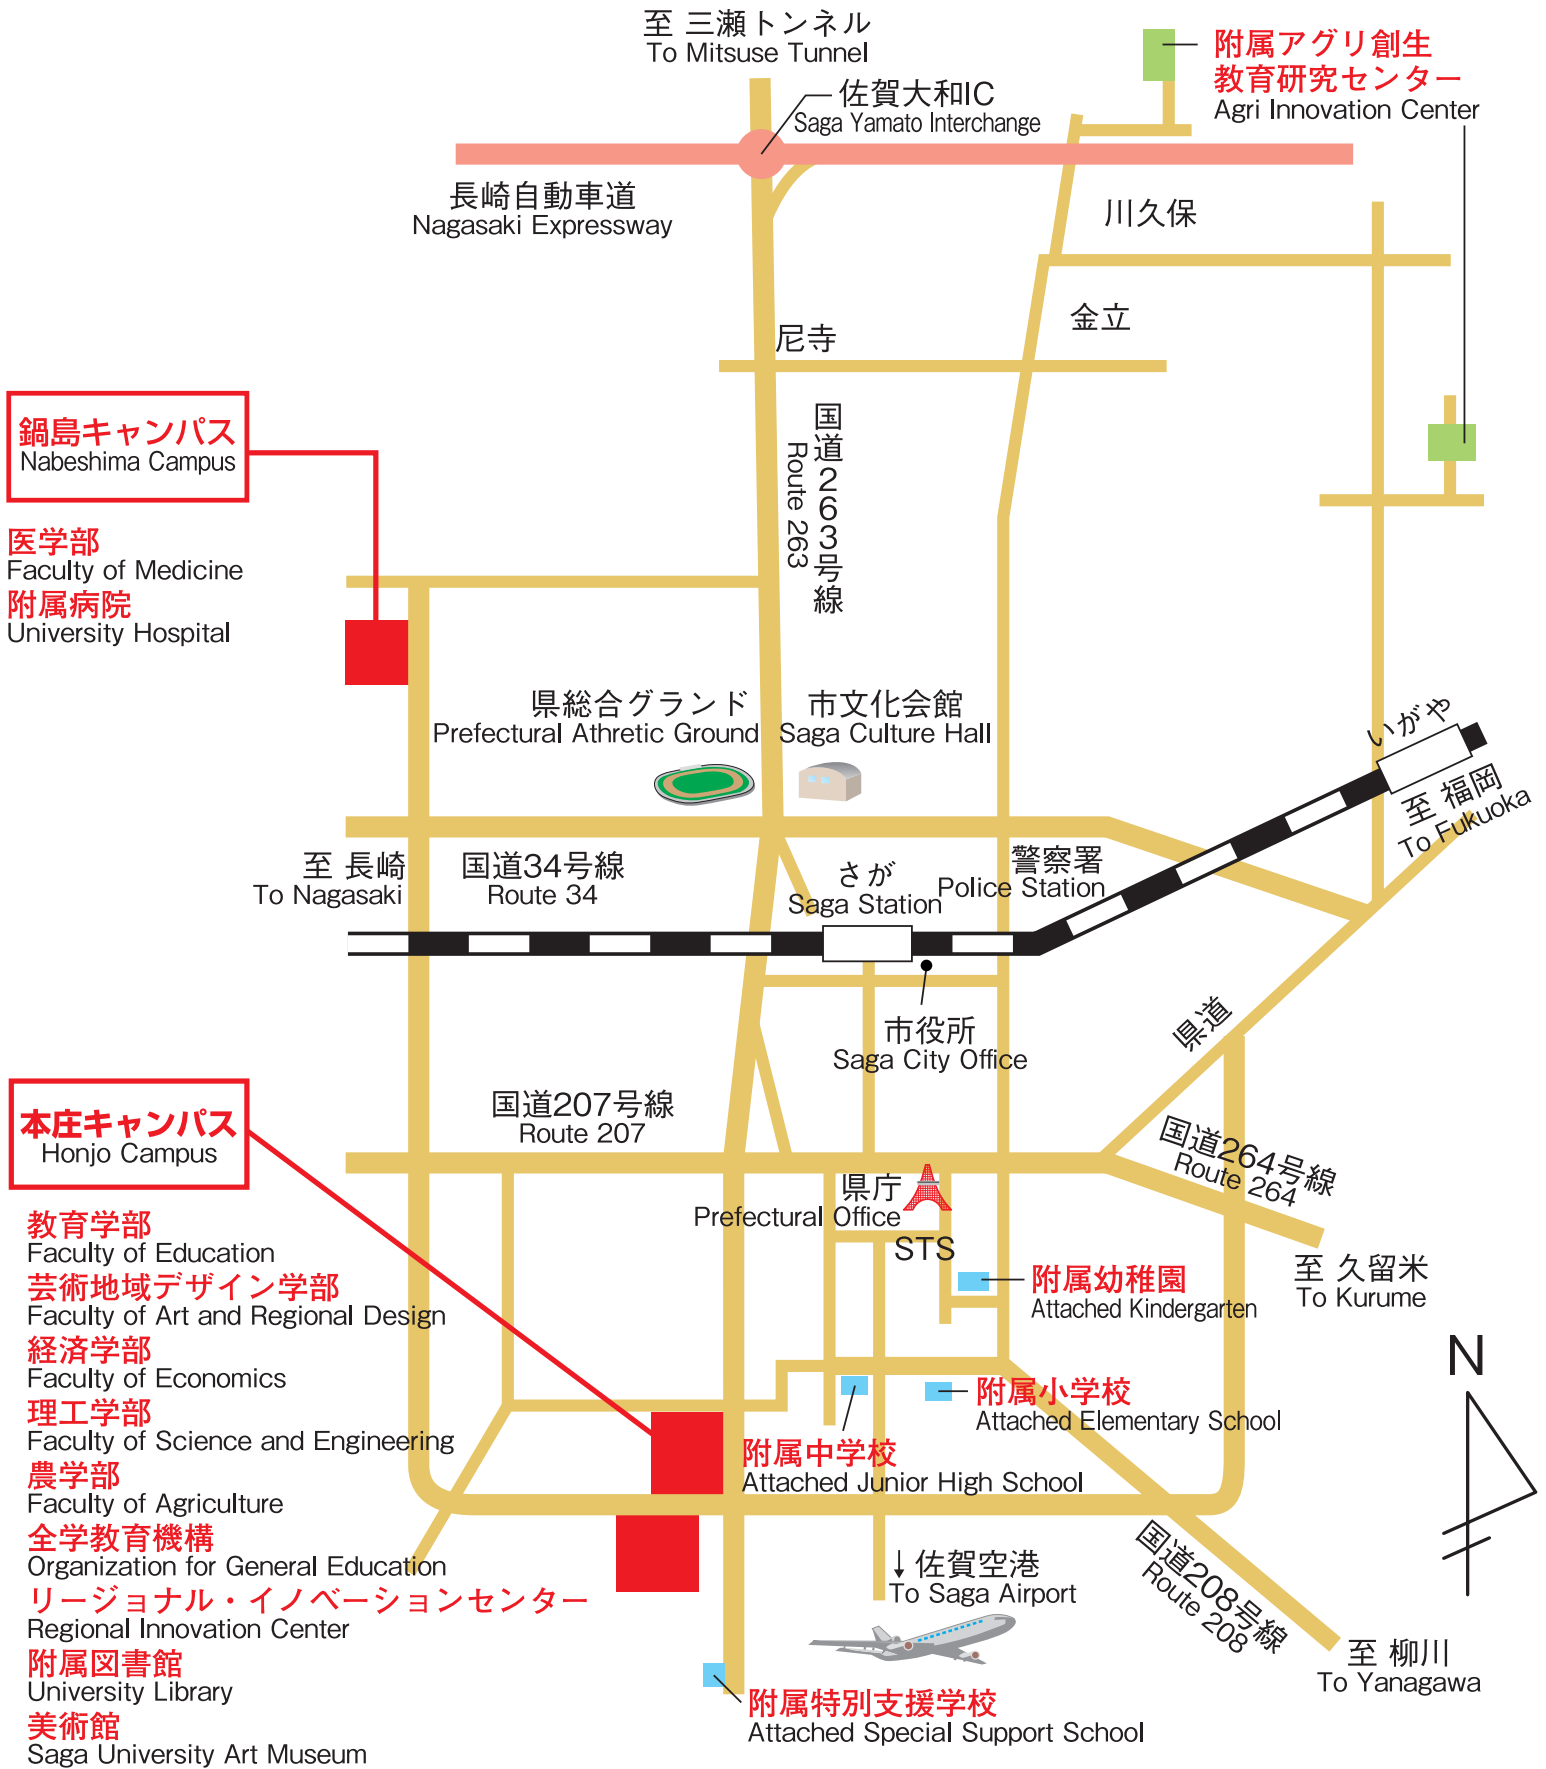 至 三瀬トンネル
To Mitsuse Tunnel
附属アグリ創生
教育研究センター
Agri Innovation Center
佐賀大和IC
Saga Yamato Interchange
長崎自動車道
Nagasaki Expressway
川久保
金立
尼寺
国道263号線
Route 263
鍋島キャンパス
Nabeshima Campus
医学部
Faculty of Medicine
附属病院
University Hospital
県総合グランド
Prefectural Athretic Ground
市文化会館
Saga Culture Hall
いがや
至 福岡
To Fukuoka
至 長崎
To Nagasaki
国道34号線
Route 34
さが
Saga Station
警察署
Police Station
市役所
Saga City Office
県道
国道207号線
Route 207
国道264号線
Route 264
至 久留米
To Kurume
県庁
Prefectural Office
STS
附属幼稚園
Attached Kindergarten
本庄キャンパス
Honjo Campus
教育学部
Faculty of Education
芸術地域デザイン学部
Faculty of Art and Regional Design
経済学部
Faculty of Economics
理工学部
Faculty of Science and Engineering
農学部
Faculty of Agriculture
全学教育機構
Organization for General Education
リージョナル・イノベーションセンター
Regional Innovation Center
附属図書館
University Library
美術館
Saga University Art Museum
附属小学校
Attached Elementary School
附属中学校
Attached Junior High School
N
↓佐賀空港
To Saga Airport
国道208号線
Route 208
至 柳川
To Yanagawa
附属特別支援学校
Attached Special Support School